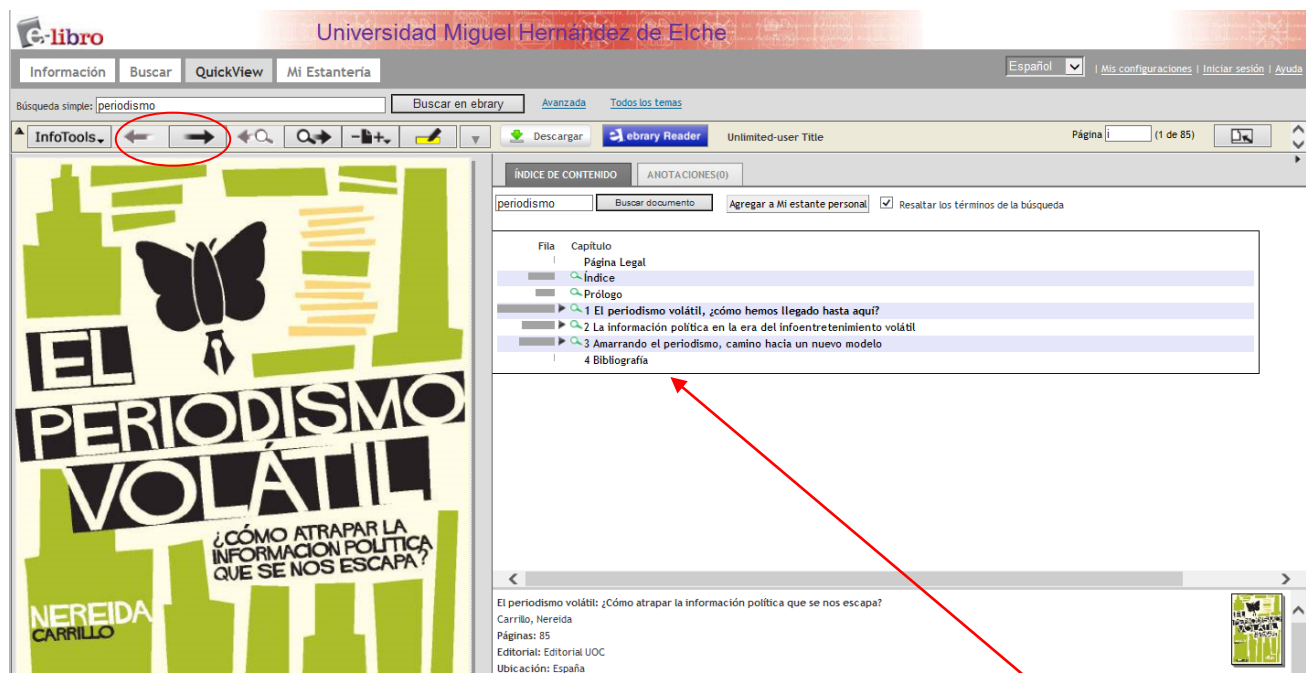 e-libro
Universidad Miguel Hernández de Elche
Información Buscar QuickView Mi Estantería
Español | Mis configuraciones | Iniciar sesión | Ayuda
Búsqueda simple: periodismo Buscar en ebrary Avanzada Todos los temas
InfoTools Descargar ebrary Reader Unlimited-user Title Página i (1 de 85)
EL
PERIODISMO
VOLÁTIL
¿CÓMO ATRAPAR LA
INFORMACION POLITICA
QUE SE NOS ESCAPA?
NEREIDA
CARRILLO
ÍNDICE DE CONTENIDO ANOTACIONES(0)
periodismo Buscar documento Agregar a Mi estante personal Resaltar los términos de la búsqueda
Fila Capítulo
Página Legal
Índice
Prólogo
1 El periodismo volátil, ¿cómo hemos llegado hasta aquí?
2 La información política en la era del infoentretenimiento volátil
3 Amarrando el periodismo, camino hacia un nuevo modelo
4 Bibliografía
El periodismo volátil: ¿Cómo atrapar la información política que se nos escapa?
Carrillo, Nereida
Páginas: 85
Editorial: Editorial UOC
Ubicación: España